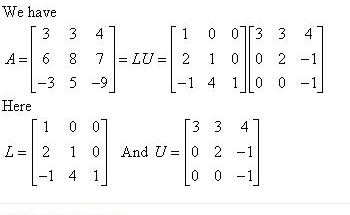 We have
A = [3 3 4; 6 8 7; -3 5 -9] = LU = [1 0 0; 2 1 0; -1 4 1][3 3 4; 0 2 -1; 0 0 -1]
Here
L = [1 0 0; 2 1 0; -1 4 1] And U = [3 3 4; 0 2 -1; 0 0 -1]